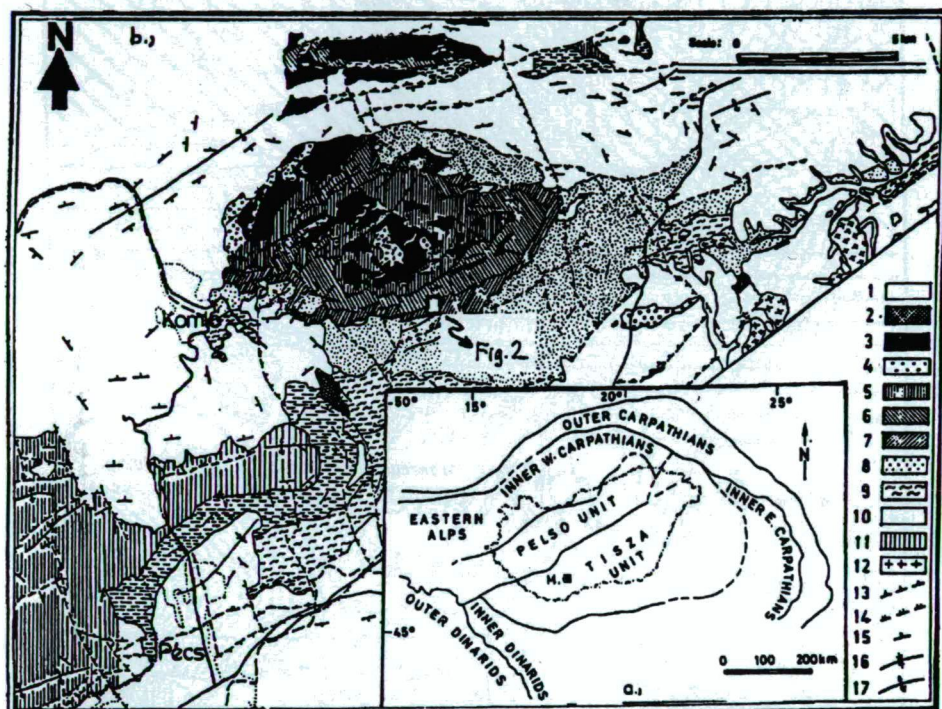 N
b.,
Scale: 0 5 km
Komló
Fig. 2
Pécs
1
2
3
4
5
6
7
8
9
10
11
12
13
14
15
16
17
50° 15° 20° 25°
OUTER CARPATHIANS
INNER W. CARPATHIANS
N
INNER E. CARPATHIANS
EASTERN
ALPS
PELSO UNIT
TISZA
UNIT
M.
45°
INNER DINARIDS
OUTER DINARIDS
0 100 200km
a.,